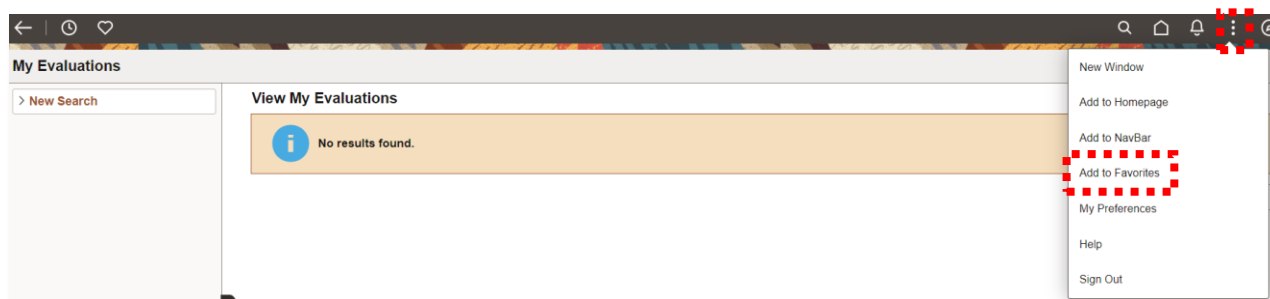 My Evaluations
New Window
> New Search
View My Evaluations
Add to Homepage
No results found.
Add to NavBar
Add to Favorites
My Preferences
Help
Sign Out